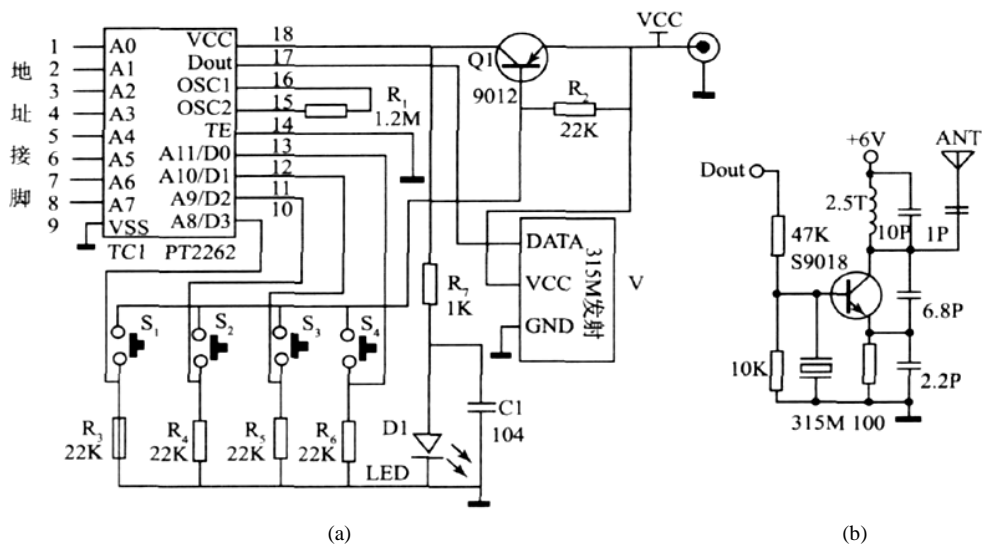 地址接脚
1 A0
2 A1
3 A2
4 A3
5 A4
6 A5
7 A6
8 A7
9 VSS
VCC 18
Dout 17
OSC1 16
OSC2 15
TE 14
A11/D0 13
A10/D1 12
A9/D2 11
A8/D3 10
TC1 PT2262
R1
1.2M
Q1
9012
R2
22K
VCC
DATA
VCC
GND
315M发射
V
R7
1K
S1
S2
S3
S4
R3
22K
R4
22K
R5
22K
R6
22K
D1
LED
C1
104
(a)
+6V
ANT
Dout
2.5T
10P
1P
47K
S9018
6.8P
10K
2.2P
315M 100
(b)